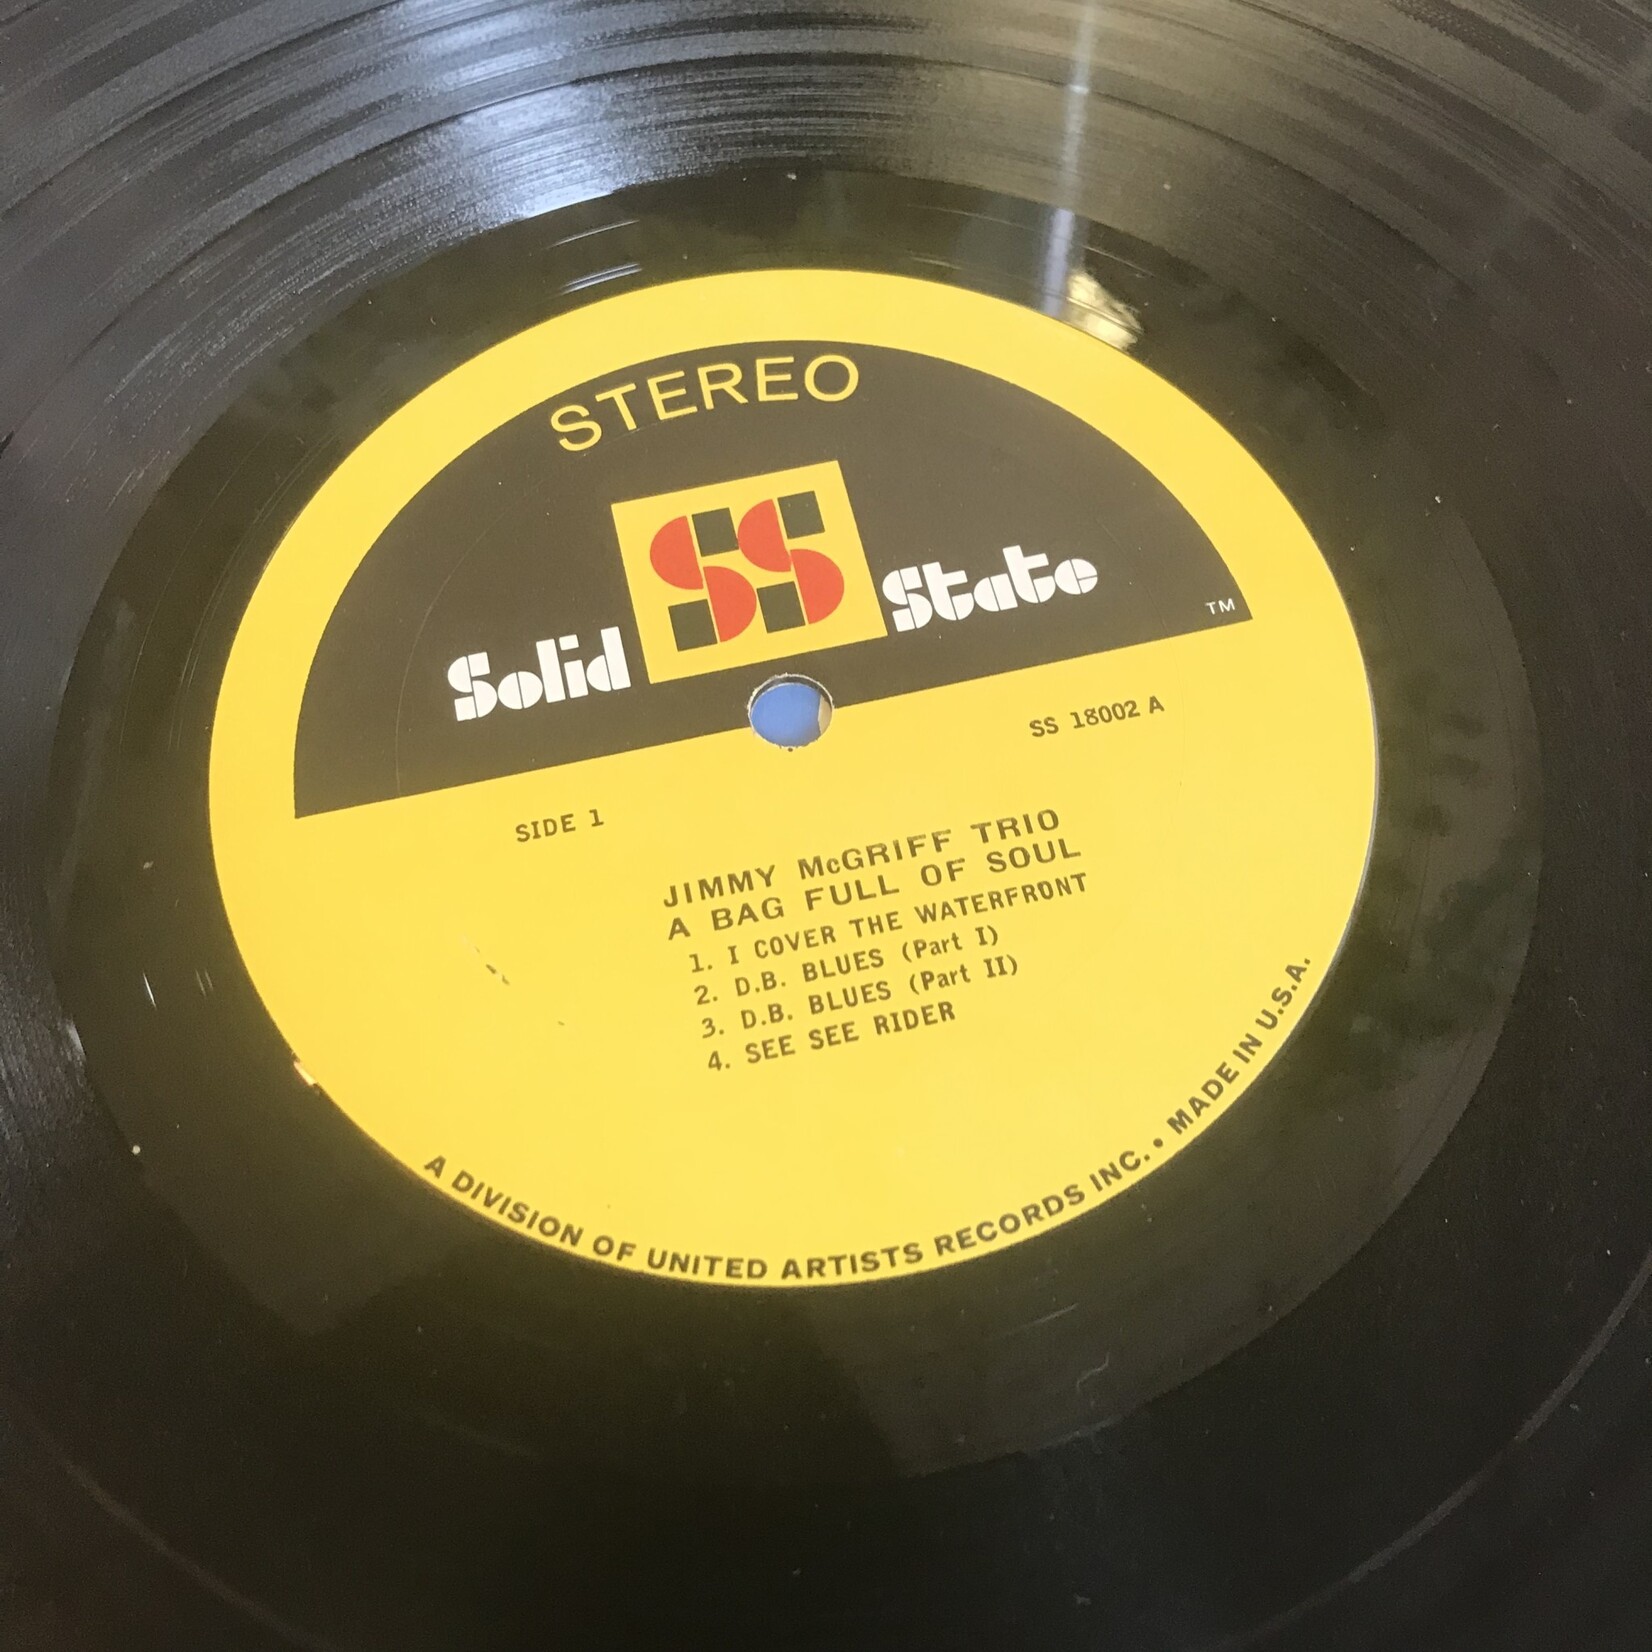 STEREO
SS
Solid State
TM
SS 18002 A
SIDE 1
JIMMY McGRIFF TRIO
A BAG FULL OF SOUL
1. I COVER THE WATERFRONT
2. D.B. BLUES (Part I)
3. D.B. BLUES (Part II)
4. SEE SEE RIDER
A DIVISION OF UNITED ARTISTS RECORDS INC. • MADE IN U.S.A.